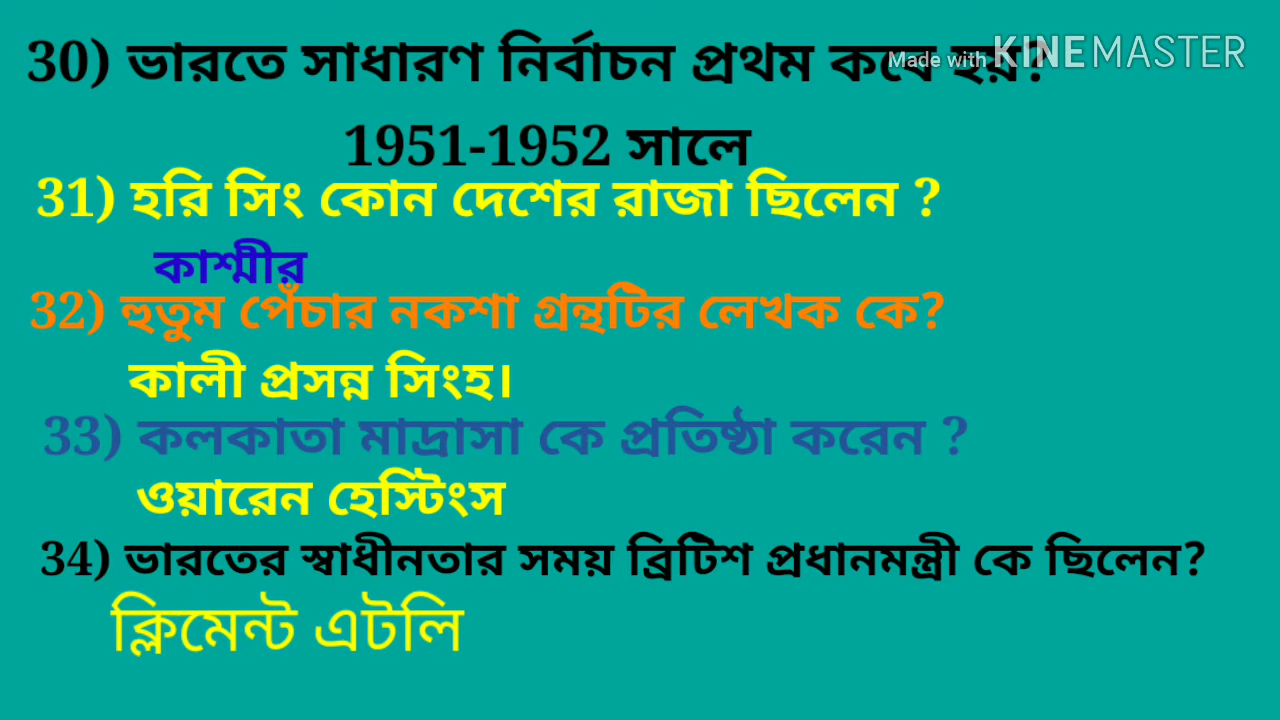 30) ভারতে সাধারণ নির্বাচন প্রথম কবে হয়?
Made with KINEMASTER
1951-1952 সালে
31) হরি সিং কোন দেশের রাজা ছিলেন ?
কাশ্মীর
32) হুতুম পেঁচার নকশা গ্রন্থটির লেখক কে?
কালী প্রসন্ন সিংহ।
33) কলকাতা মাদ্রাসা কে প্রতিষ্ঠা করেন ?
ওয়ারেন হেস্টিংস
34) ভারতের স্বাধীনতার সময় ব্রিটিশ প্রধানমন্ত্রী কে ছিলেন?
ক্লিমেন্ট এটলি